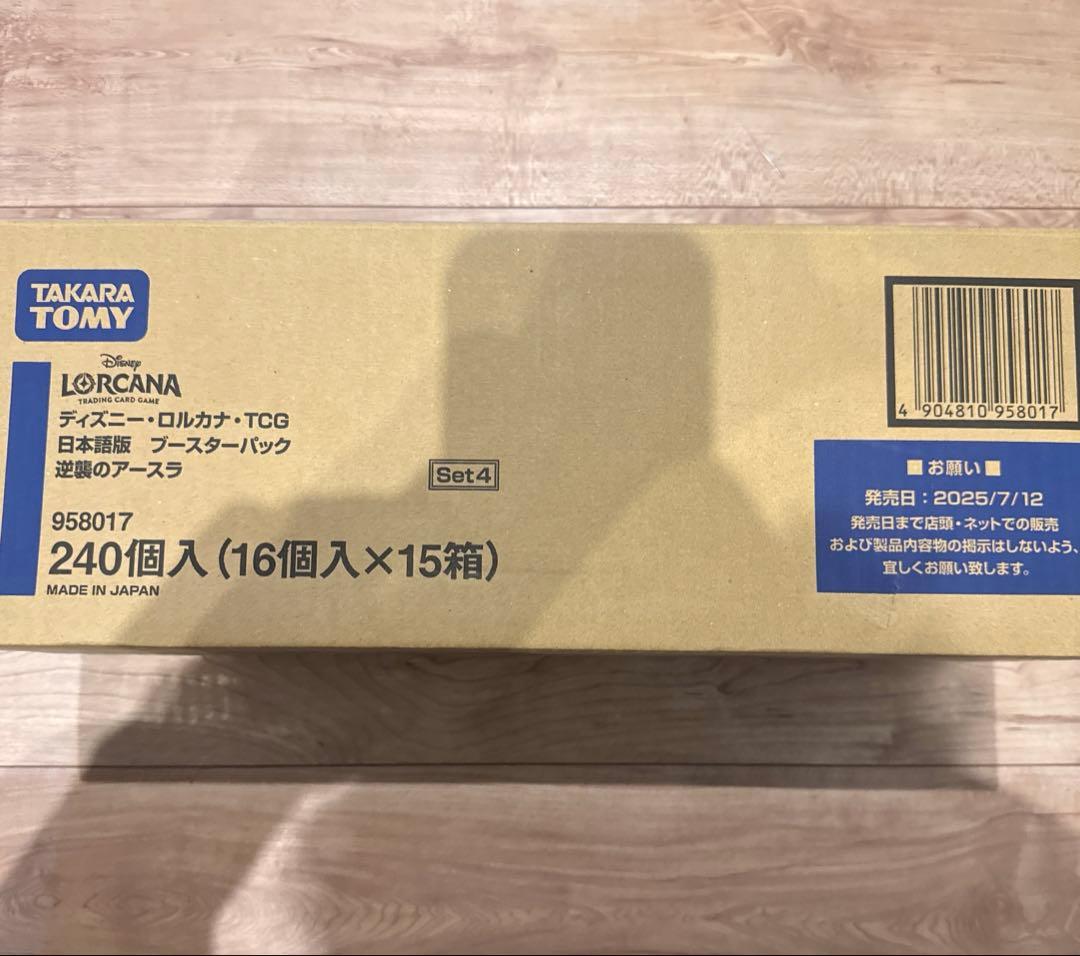 TAKARA
TOMY
Disney
LORCANA
TRADING CARD GAME
ディズニー・ロルカナ・TCG
日本語版　ブースターパック
逆襲のアースラ
Set4
958017
240個入(16個入×15箱)
MADE IN JAPAN
4 904810 958017
お願い
発売日：2025/7/12
発売日まで店頭・ネットでの販売
および製品内容物の掲示はしないよう、
宜しくお願い致します。